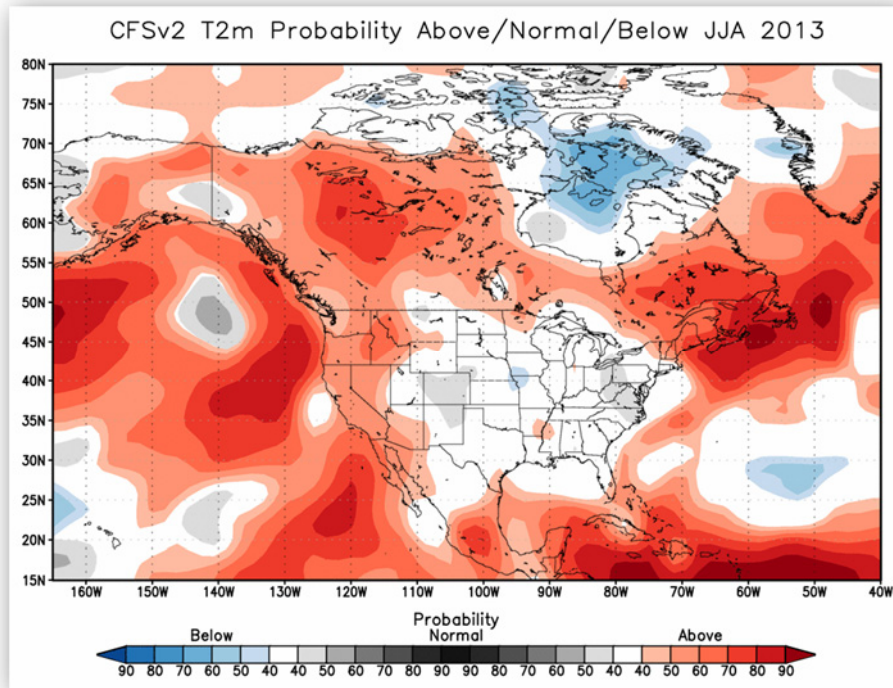 CFSv2 T2m Probability Above/Normal/Below JJA 2013
80N
75N
70N
65N
60N
55N
50N
45N
40N
35N
30N
25N
20N
15N
160W 150W 140W 130W 120W 110W 100W 90W 80W 70W 60W 50W 40W
Probability
Below Normal Above
90 80 70 60 50 40 40 50 60 70 80 90 90 80 70 60 50 40 40 50 60 70 80 90